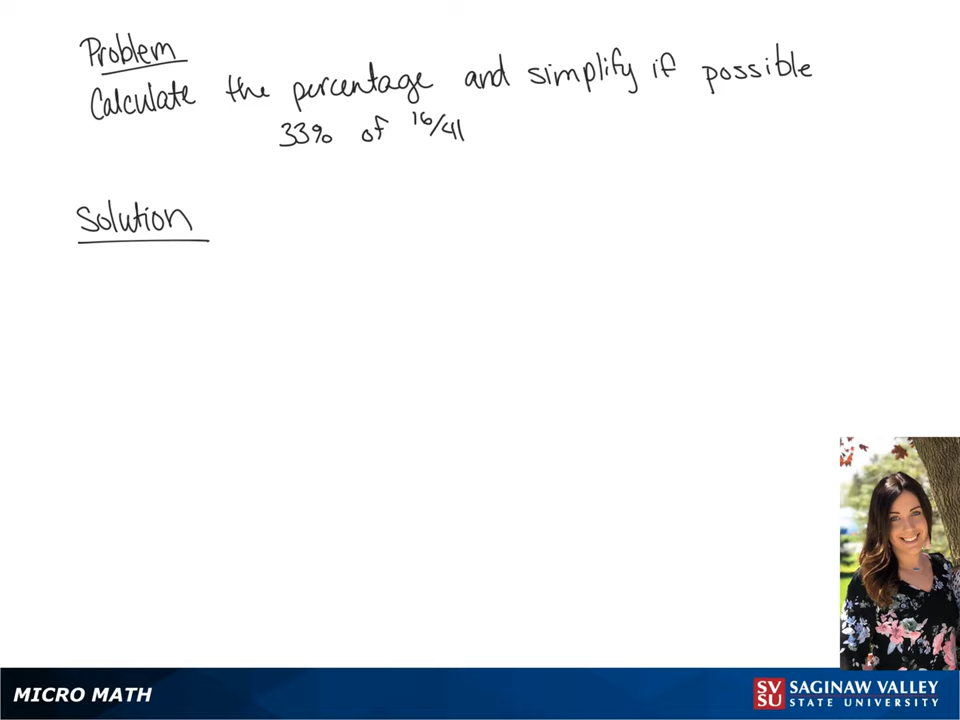 Problem
Calculate the percentage and simplify if possible
33% of 16/41
Solution
MICRO MATH
SV
SU
SAGINAW VALLEY
STATE UNIVERSITY